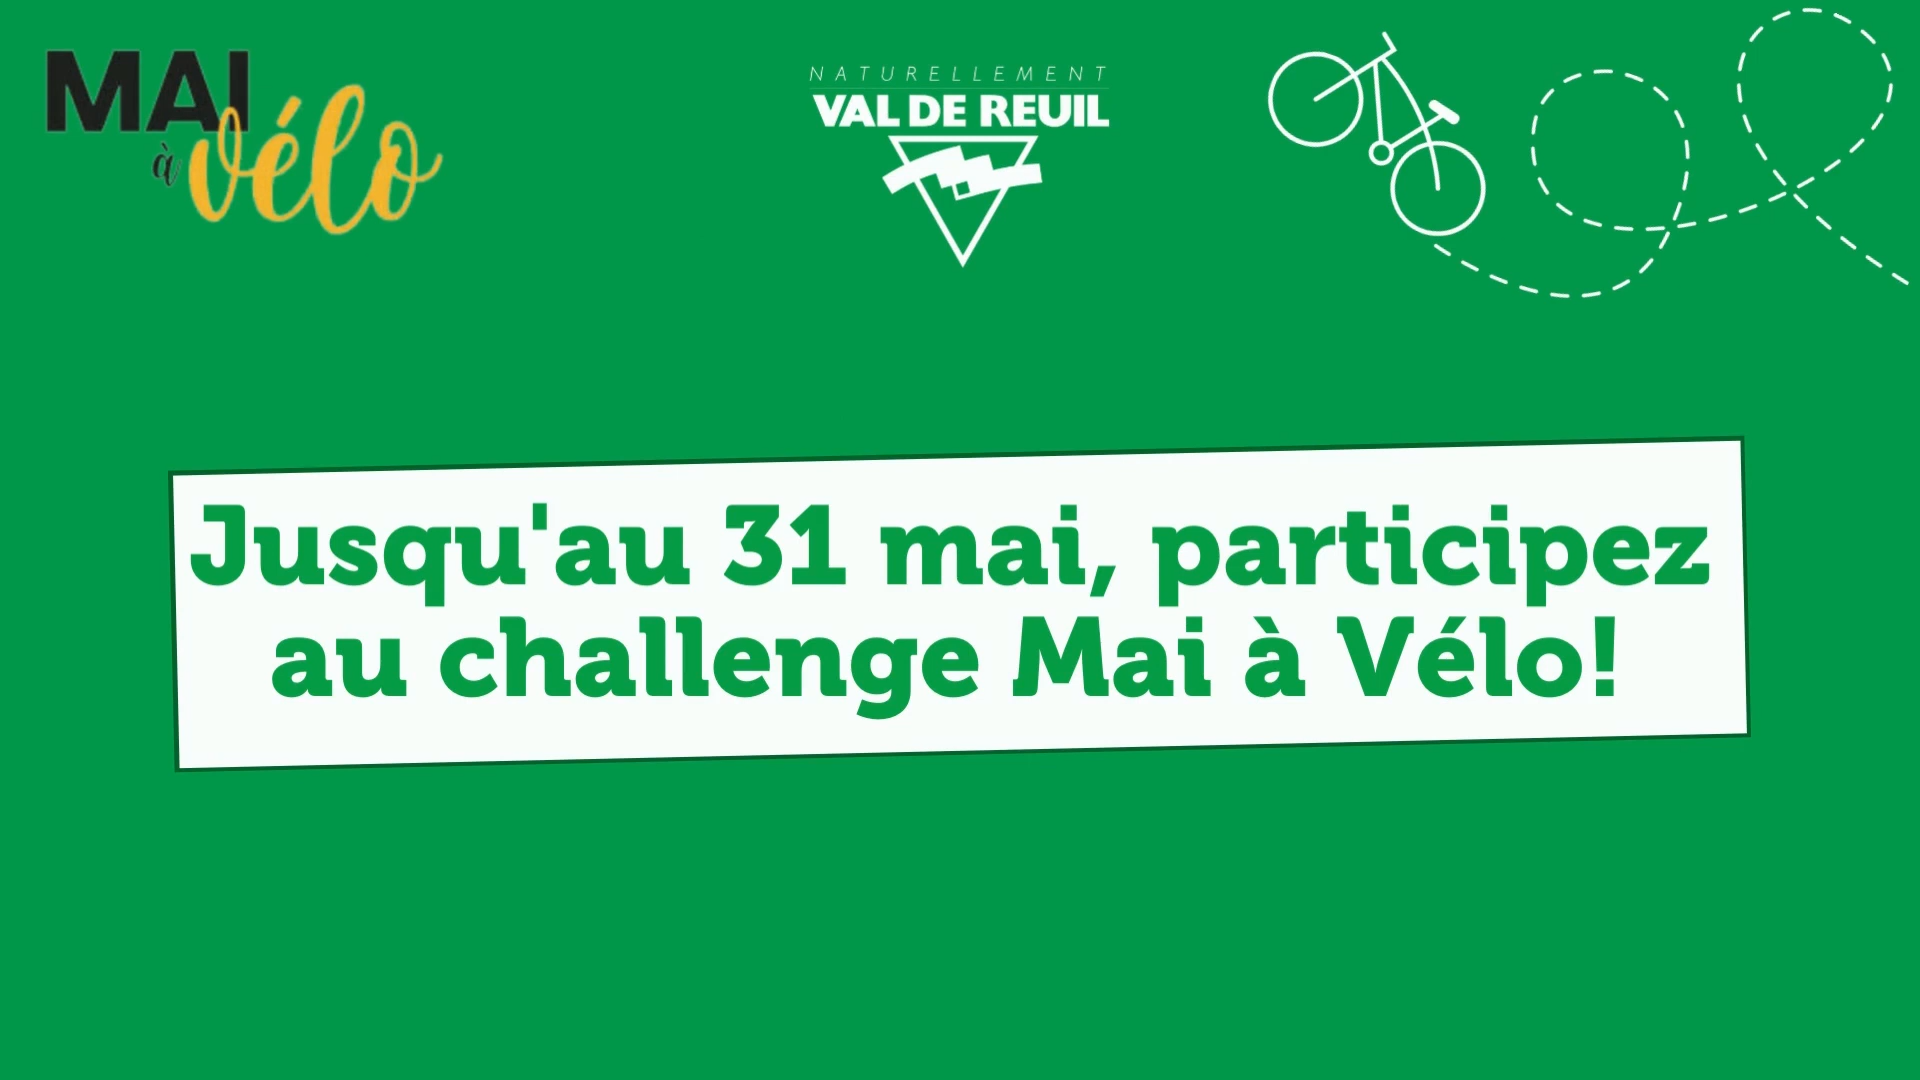 MAI
à vélo
NATURELLEMENT
VAL DE REUIL
Jusqu'au 31 mai, participez
au challenge Mai à Vélo!